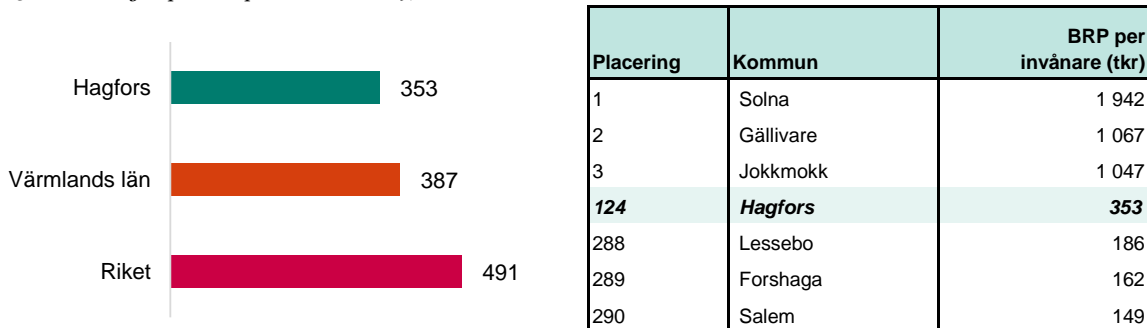 Hagfors 353
Värmlands län 387
Riket 491
Placering Kommun BRP per invånare (tkr)
1 Solna 1 942
2 Gällivare 1 067
3 Jokkmokk 1 047
124 Hagfors 353
288 Lessebo 186
289 Forshaga 162
290 Salem 149